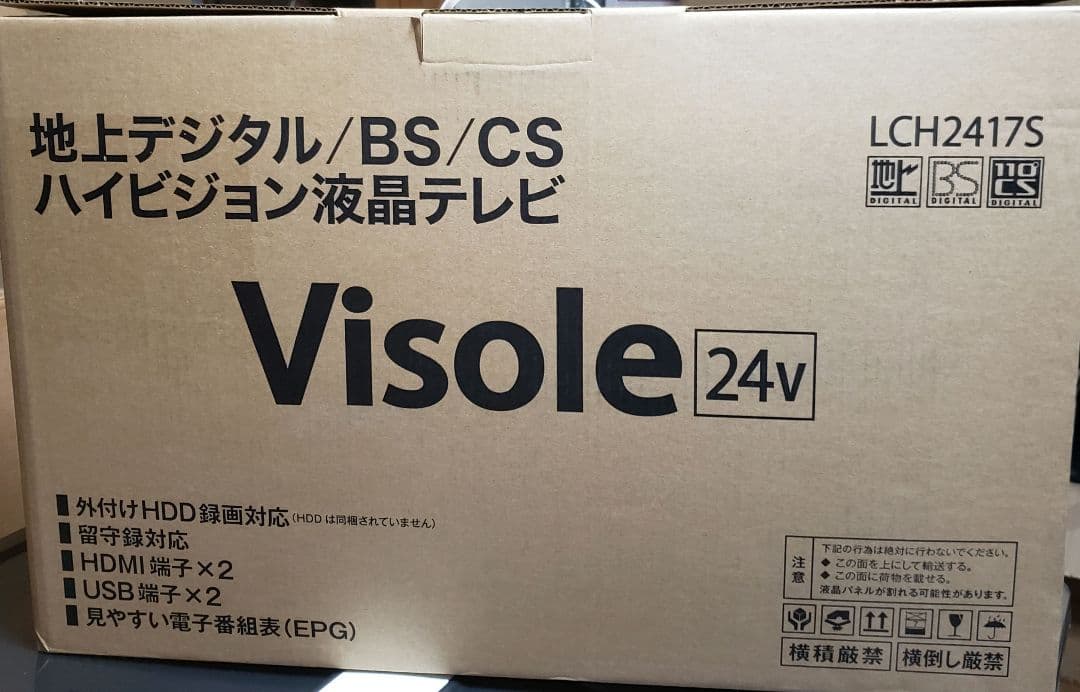 地上デジタル/BS/CS
ハイビジョン液晶テレビ
LCH2417S
地上 BS 110° CS
DIGITAL DIGITAL DIGITAL
Visole 24V
■外付けHDD録画対応(HDDは同梱されていません)
■留守録対応
■HDMI端子×2
■USB端子×2
■見やすい電子番組表(EPG)
注意
下記の行為は絶対に行わないでください。
◆この面を上にして輸送する。
◆この面に荷物を載せる。
液晶パネルが割れる可能性があります。
横積厳禁 横倒し厳禁